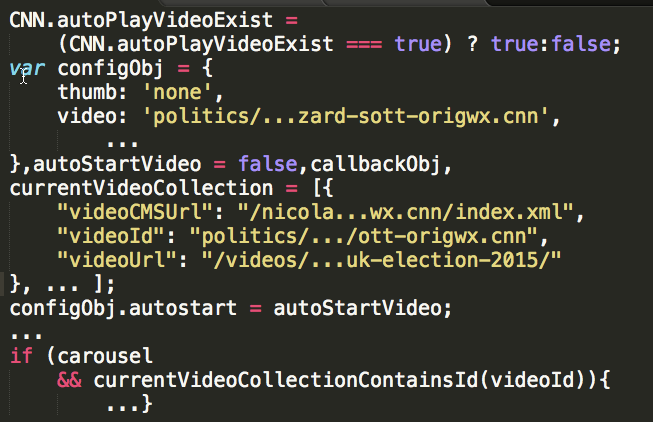 CNN.autoPlayVideoExist =
    (CNN.autoPlayVideoExist === true) ? true:false;
var configObj = {
    thumb: 'none',
    video: 'politics/...zard-sott-origwx.cnn',
        ...
},autoStartVideo = false,callbackObj,
currentVideoCollection = [{
    "videoCMSUrl": "/nicola...wx.cnn/index.xml",
    "videoId": "politics/.../ott-origwx.cnn",
    "videoUrl": "/videos/...uk-election-2015/"
}, ... ];
configObj.autostart = autoStartVideo;
...
if (carousel
    && currentVideoCollectionContainsId(videoId)){
        ...}